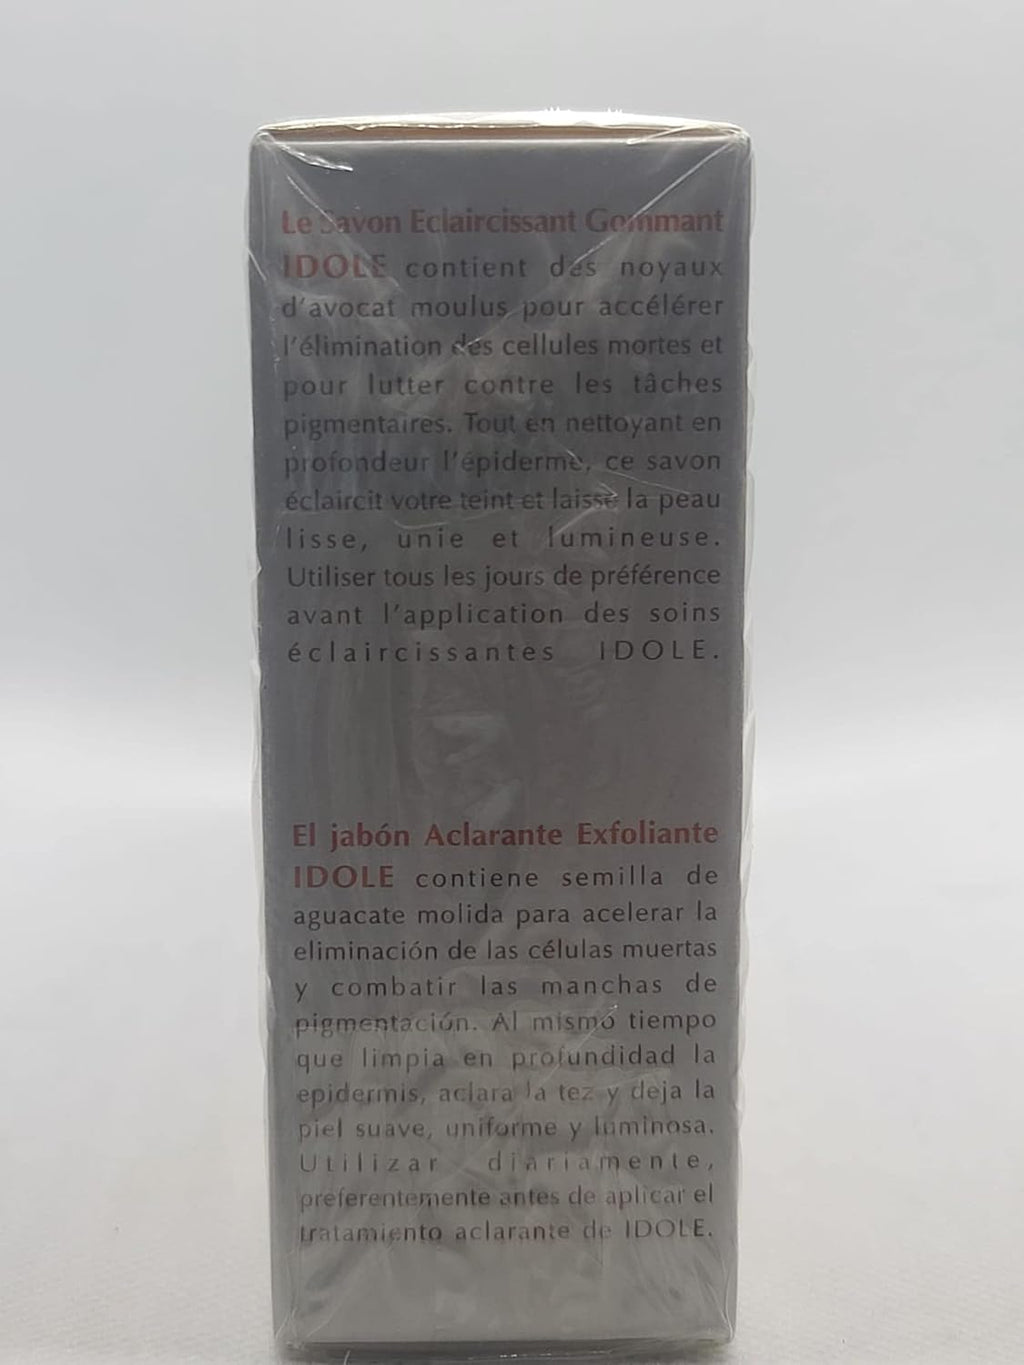 Le Savon Eclaircissant Gommant
IDOLE contient des noyaux
d'avocat moulus pour accélérer
l'élimination des cellules mortes et
pour lutter contre les tâches
pigmentaires. Tout en nettoyant en
profondeur l'épiderme, ce savon
éclaircit votre teint et laisse la peau
lisse, unie et lumineuse.
Utiliser tous les jours de préférence
avant l'application des soins
éclaircissantes IDOLE.
El jabón Aclarante Exfoliante
IDOLE contiene semilla de
aguacate molida para acelerar la
eliminación de las células muertas
y combatir las manchas de
pigmentación. Al mismo tiempo
que limpia en profundidad la
epidermis, aclara la tez y deja la
piel suave, uniforme y luminosa.
Utilizar diariamente,
preferentemente antes de aplicar el
tratamiento aclarante de IDOLE.